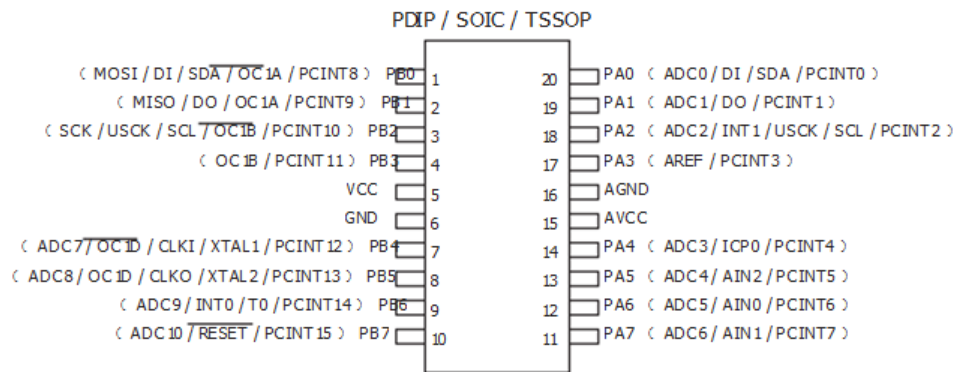 PDIP / SOIC / TSSOP
( MOSI / DI / SDA / OC1A / PCINT8 ) PB0 1 20 PA0 ( ADC0 / DI / SDA / PCINT0 )
( MISO / DO / OC1A / PCINT9 ) PB1 2 19 PA1 ( ADC1 / DO / PCINT1 )
( SCK / USCK / SCL / OC1B / PCINT10 ) PB2 3 18 PA2 ( ADC2 / INT1 / USCK / SCL / PCINT2 )
( OC1B / PCINT11 ) PB3 4 17 PA3 ( AREF / PCINT3 )
VCC 5 16 AGND
GND 6 15 AVCC
( ADC7 / OC1D / CLKI / XTAL1 / PCINT12 ) PB4 7 14 PA4 ( ADC3 / ICP0 / PCINT4 )
( ADC8 / OC1D / CLKO / XTAL2 / PCINT13 ) PB5 8 13 PA5 ( ADC4 / AIN2 / PCINT5 )
( ADC9 / INT0 / T0 / PCINT14 ) PB6 9 12 PA6 ( ADC5 / AIN0 / PCINT6 )
( ADC10 / RESET / PCINT15 ) PB7 10 11 PA7 ( ADC6 / AIN1 / PCINT7 )